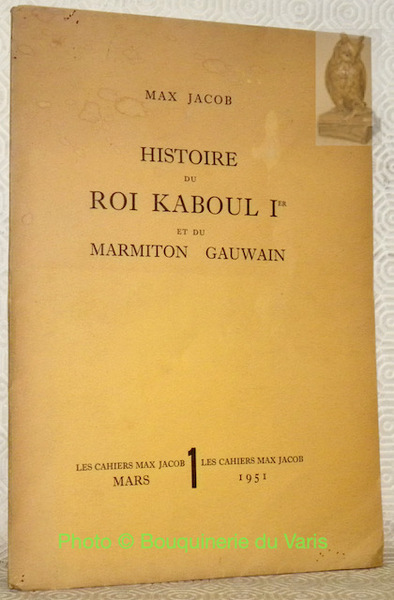 MAX JACOB
HISTOIRE
DU
ROI KABOUL IER
ET DU
MARMITON GAUWAIN
LES CAHIERS MAX JACOB 1 LES CAHIERS MAX JACOB
MARS 1951
Photo © Bouquinerie du Varis